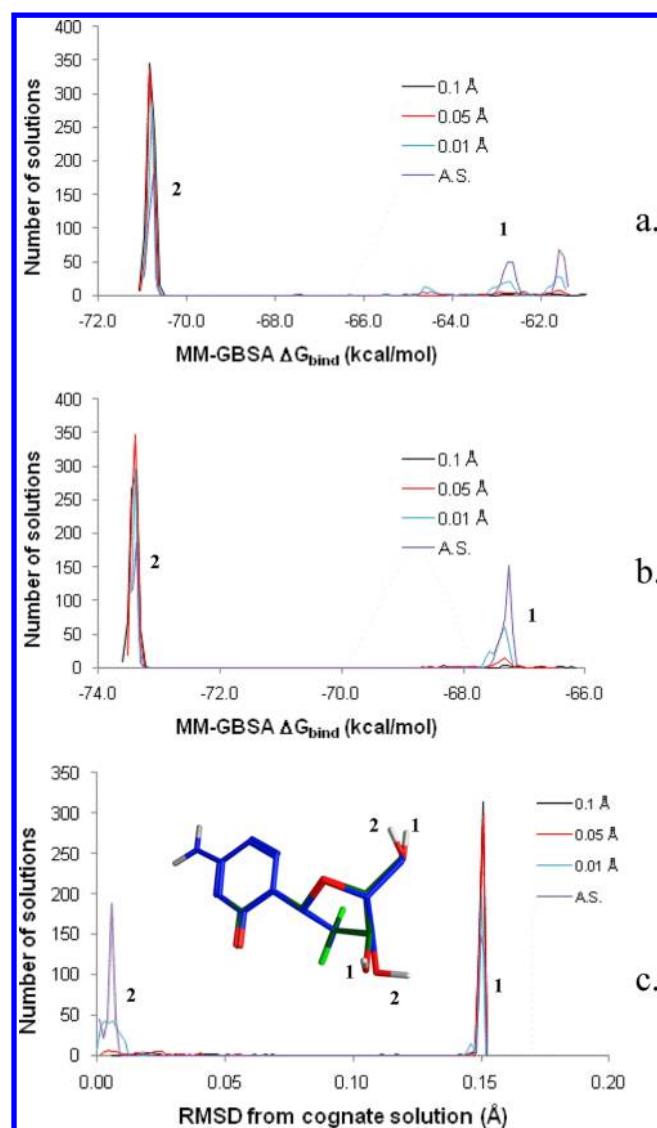 Number of solutions
400
350
300
250
200
150
100
50
0
2
1
0.1 Å
0.05 Å
0.01 Å
A.S.
a.
-72.0 -70.0 -68.0 -66.0 -64.0 -62.0
MM-GBSA ΔGbind (kcal/mol)
Number of solutions
400
350
300
250
200
150
100
50
0
2
1
0.1 Å
0.05 Å
0.01 Å
A.S.
b.
-74.0 -72.0 -70.0 -68.0 -66.0
MM-GBSA ΔGbind (kcal/mol)
Number of solutions
350
300
250
200
150
100
50
0
2
2 1
1
2
1
0.1 Å
0.05 Å
0.01 Å
A.S.
c.
0.00 0.05 0.10 0.15 0.20
RMSD from cognate solution (Å)